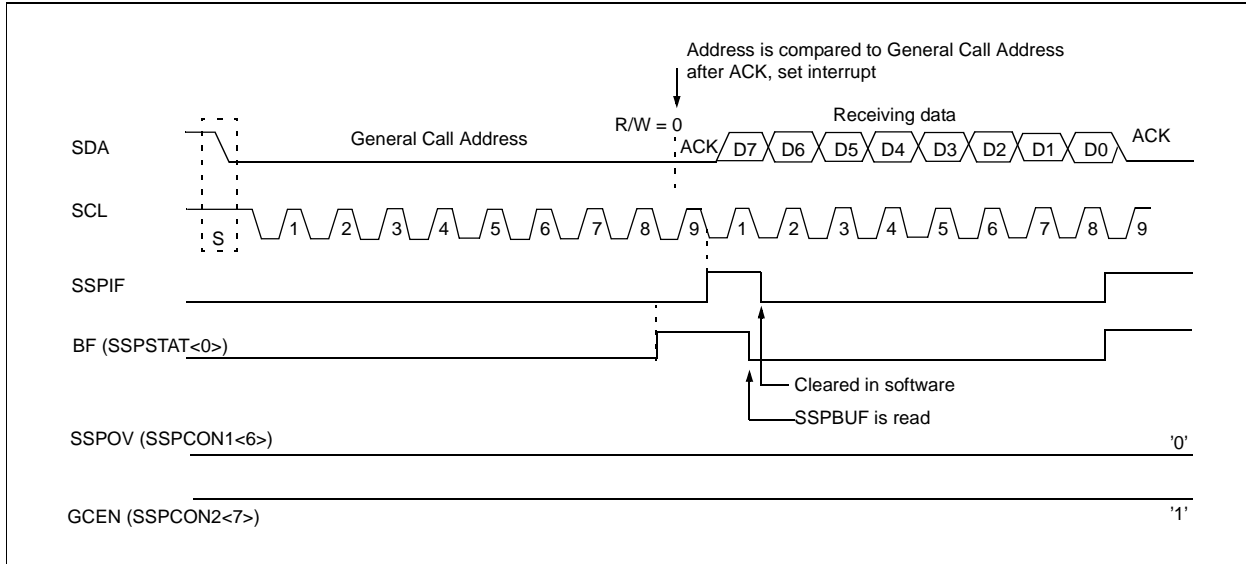 Address is compared to General Call Address
after ACK, set interrupt
SDA
General Call Address
R/W = 0
ACK
Receiving data
D7 D6 D5 D4 D3 D2 D1 D0
ACK
SCL
S
1 2 3 4 5 6 7 8 9 1 2 3 4 5 6 7 8 9
SSPIF
BF (SSPSTAT<0>)
Cleared in software
SSPBUF is read
SSPOV (SSPCON1<6>)
'0'
GCEN (SSPCON2<7>)
'1'